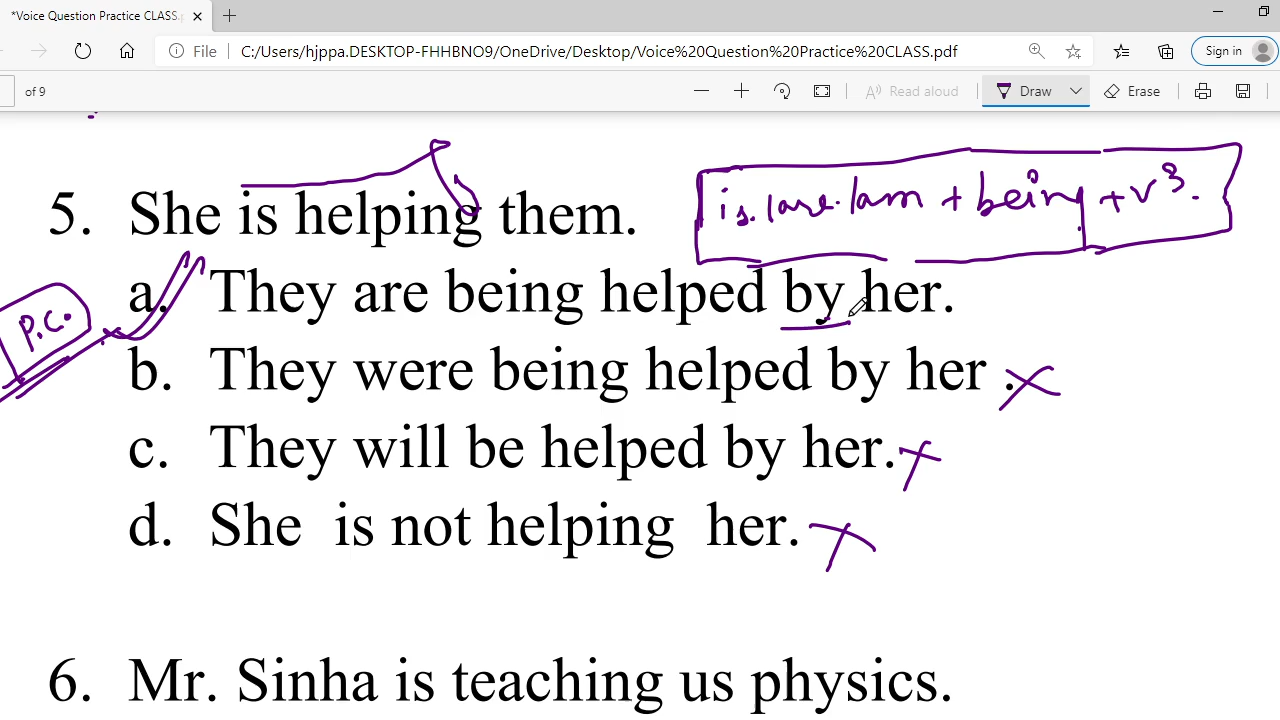 *Voice Question Practice CLASS.p
File C:/Users/hjppa.DESKTOP-FHHBNO9/OneDrive/Desktop/Voice%20Question%20Practice%20CLASS.pdf Sign in
of 9 Read aloud Draw Erase
is./are./am + being + v3.
5. She is helping them.
a. They are being helped by her.
P.C.
b. They were being helped by her .
c. They will be helped by her.
d. She is not helping her.
6. Mr. Sinha is teaching us physics.